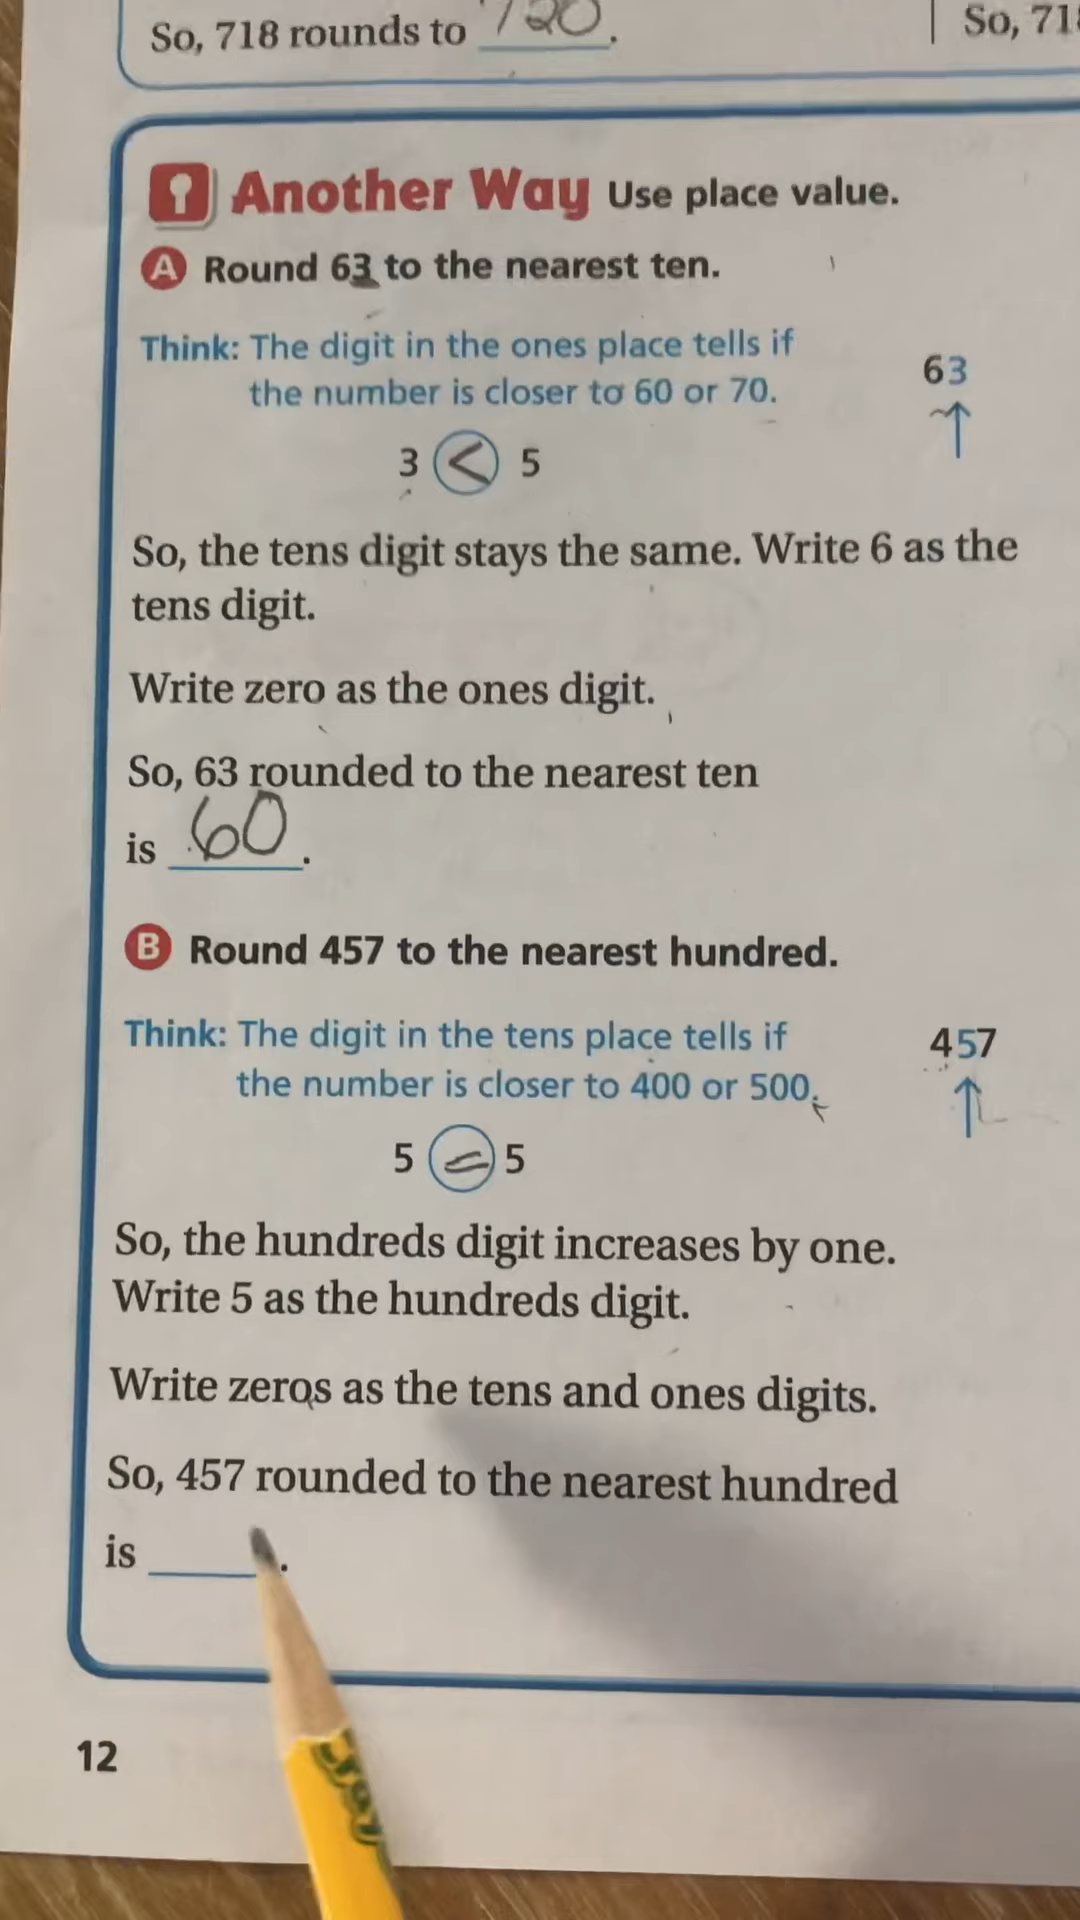 So, 718 rounds to 720.
So, 71
Another Way Use place value.
A Round 63 to the nearest ten.
Think: The digit in the ones place tells if
the number is closer to 60 or 70.
63
3 < 5
So, the tens digit stays the same. Write 6 as the
tens digit.
Write zero as the ones digit.
So, 63 rounded to the nearest ten
is 60.
B Round 457 to the nearest hundred.
Think: The digit in the tens place tells if
the number is closer to 400 or 500.
457
5 = 5
So, the hundreds digit increases by one.
Write 5 as the hundreds digit.
Write zeros as the tens and ones digits.
So, 457 rounded to the nearest hundred
is ____.
12